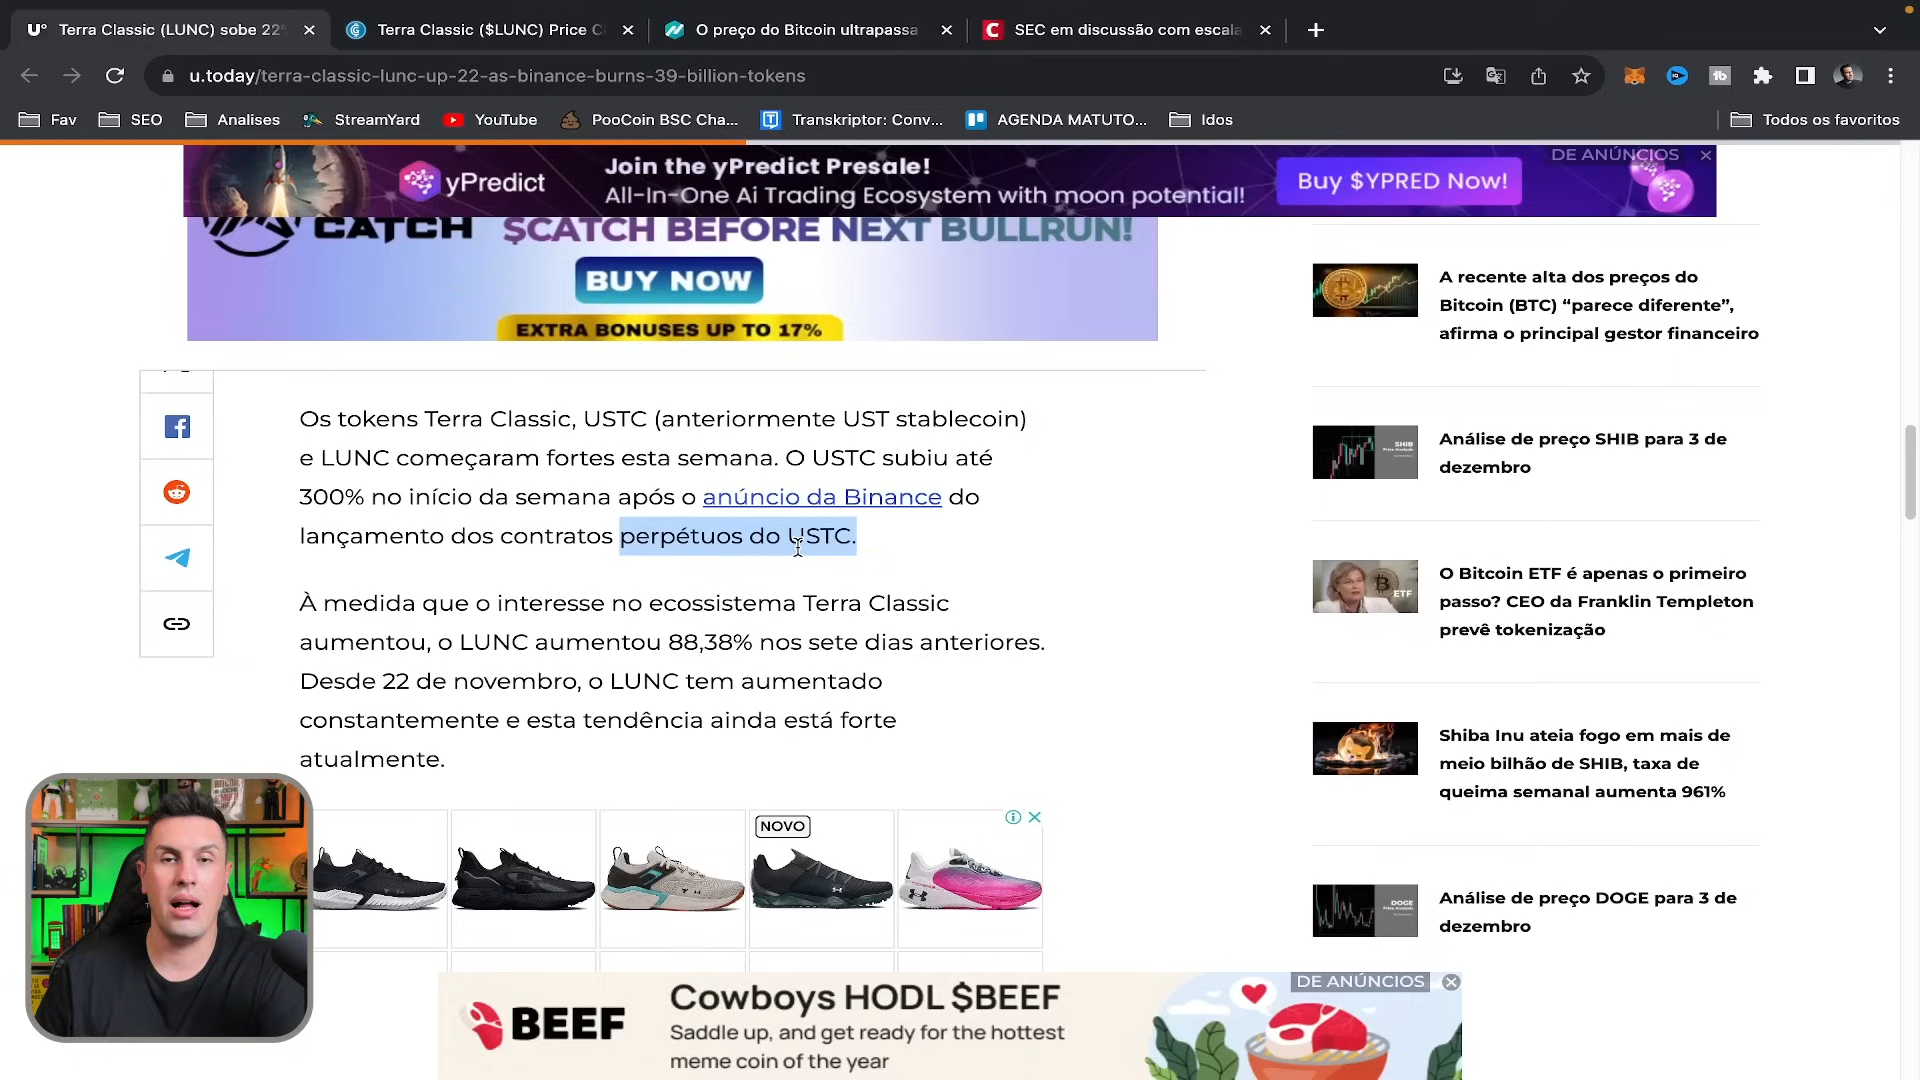 Terra Classic (LUNC) sobe 22%
Terra Classic ($LUNC) Price C
O preço do Bitcoin ultrapassa
SEC em discussão com escala
u.today/terra-classic-lunc-up-22-as-binance-burns-39-billion-tokens
Fav
SEO
Analises
StreamYard
YouTube
PooCoin BSC Cha...
Transkriptor: Conv...
AGENDA MATUTO...
Idos
Todos os favoritos
Join the yPredict Presale!
yPredict
All-In-One Ai Trading Ecosystem with moon potential!
Buy $YPRED Now!
DE ANÚNCIOS
CATCH
$CATCH BEFORE NEXT BULLRUN!
BUY NOW
EXTRA BONUSES UP TO 17%
Os tokens Terra Classic, USTC (anteriormente UST stablecoin)
e LUNC começaram fortes esta semana. O USTC subiu até
300% no início da semana após o anúncio da Binance do
lançamento dos contratos perpétuos do USTC.
À medida que o interesse no ecossistema Terra Classic
aumentou, o LUNC aumentou 88,38% nos sete dias anteriores.
Desde 22 de novembro, o LUNC tem aumentado
constantemente e esta tendência ainda está forte
atualmente.
NOVO
A recente alta dos preços do
Bitcoin (BTC) “parece diferente”,
afirma o principal gestor financeiro
SHIB
Análise de preço SHIB para 3 de
dezembro
ETF
O Bitcoin ETF é apenas o primeiro
passo? CEO da Franklin Templeton
prevê tokenização
Shiba Inu ateia fogo em mais de
meio bilhão de SHIB, taxa de
queima semanal aumenta 961%
DOGE
Análise de preço DOGE para 3 de
dezembro
DE ANÚNCIOS
BEEF
Cowboys HODL $BEEF
Saddle up, and get ready for the hottest
meme coin of the year